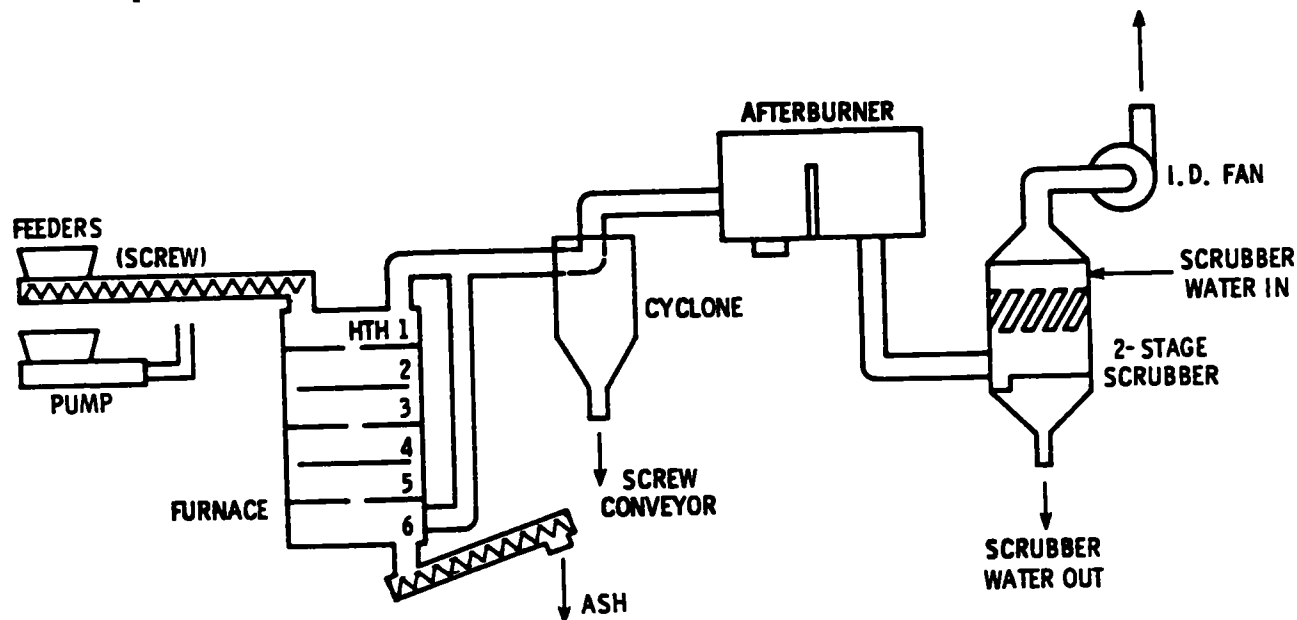 AFTERBURNER
I.D. FAN
FEEDERS
(SCREW)
SCRUBBER
WATER IN
HTH 1
CYCLONE
2
2-STAGE
SCRUBBER
PUMP
3
4
5
SCREW
CONVEYOR
FURNACE
6
SCRUBBER
WATER OUT
ASH